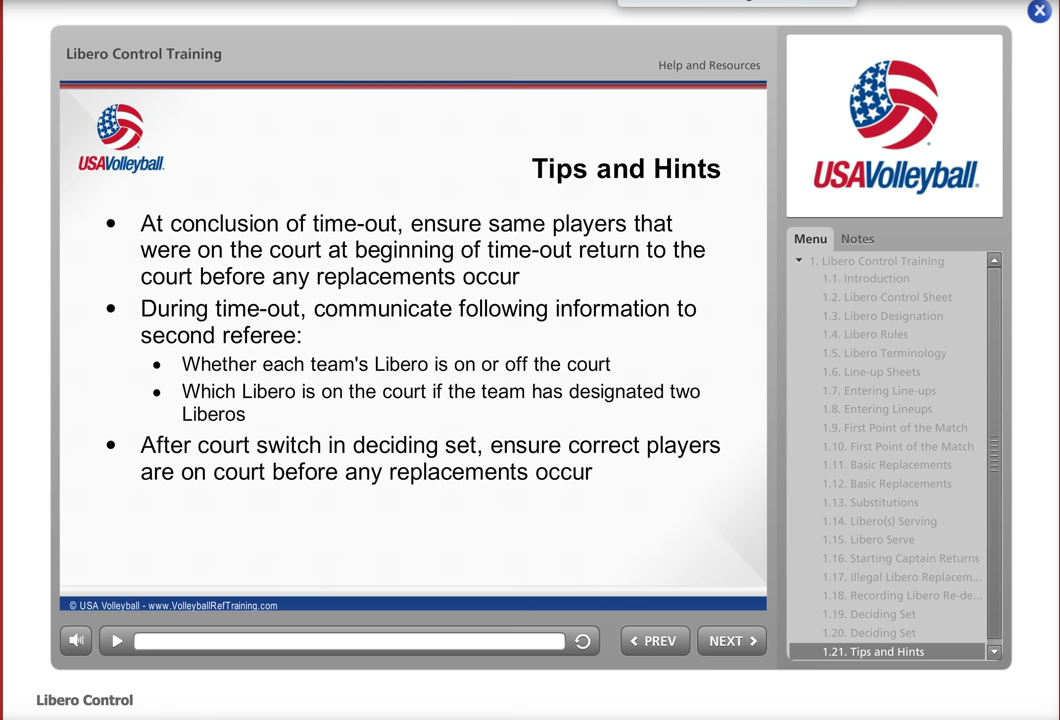 Libero Control Training
Help and Resources
USAVolleyball.
Tips and Hints
• At conclusion of time-out, ensure same players that
were on the court at beginning of time-out return to the
court before any replacements occur
• During time-out, communicate following information to
second referee:
• Whether each team's Libero is on or off the court
• Which Libero is on the court if the team has designated two
Liberos
• After court switch in deciding set, ensure correct players
are on court before any replacements occur
© USA Volleyball - www.VolleyballRefTraining.com
PREV
NEXT
USAVolleyball.
Menu
Notes
1. Libero Control Training
1.1. Introduction
1.2. Libero Control Sheet
1.3. Libero Designation
1.4. Libero Rules
1.5. Libero Terminology
1.6. Line-up Sheets
1.7. Entering Line-ups
1.8. Entering Lineups
1.9. First Point of the Match
1.10. First Point of the Match
1.11. Basic Replacements
1.12. Basic Replacements
1.13. Substitutions
1.14. Libero(s) Serving
1.15. Libero Serve
1.16. Starting Captain Returns
1.17. Illegal Libero Replacem...
1.18. Recording Libero Re-de...
1.19. Deciding Set
1.20. Deciding Set
1.21. Tips and Hints
Libero Control